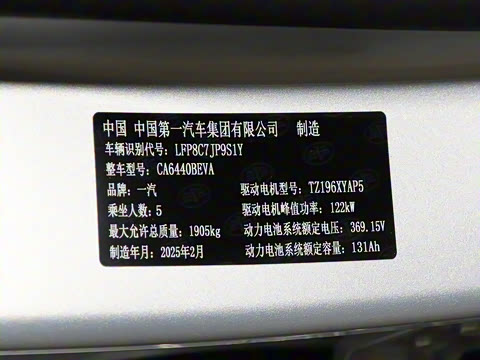 中国 中国第一汽车集团有限公司 制造
车辆识别代号：LFP8C7JP9S1Y
整车型号：CA6440BEVA
品牌：一汽 驱动电机型号：TZ196XYAP5
乘坐人数：5 驱动电机峰值功率：122kW
最大允许总质量：1905kg 动力电池系统额定电压：369.15V
制造年月：2025年2月 动力电池系统额定容量：131Ah